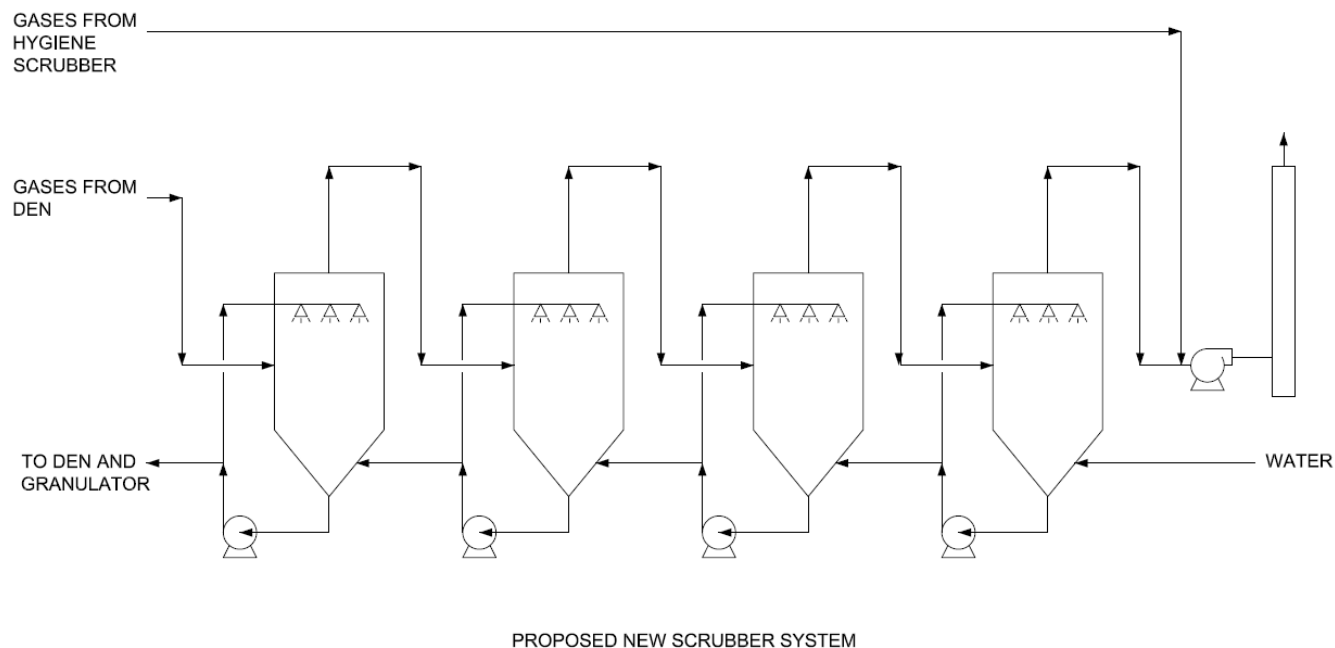 GASES FROM
HYGIENE
SCRUBBER
GASES FROM
DEN
TO DEN AND
GRANULATOR
WATER
PROPOSED NEW SCRUBBER SYSTEM